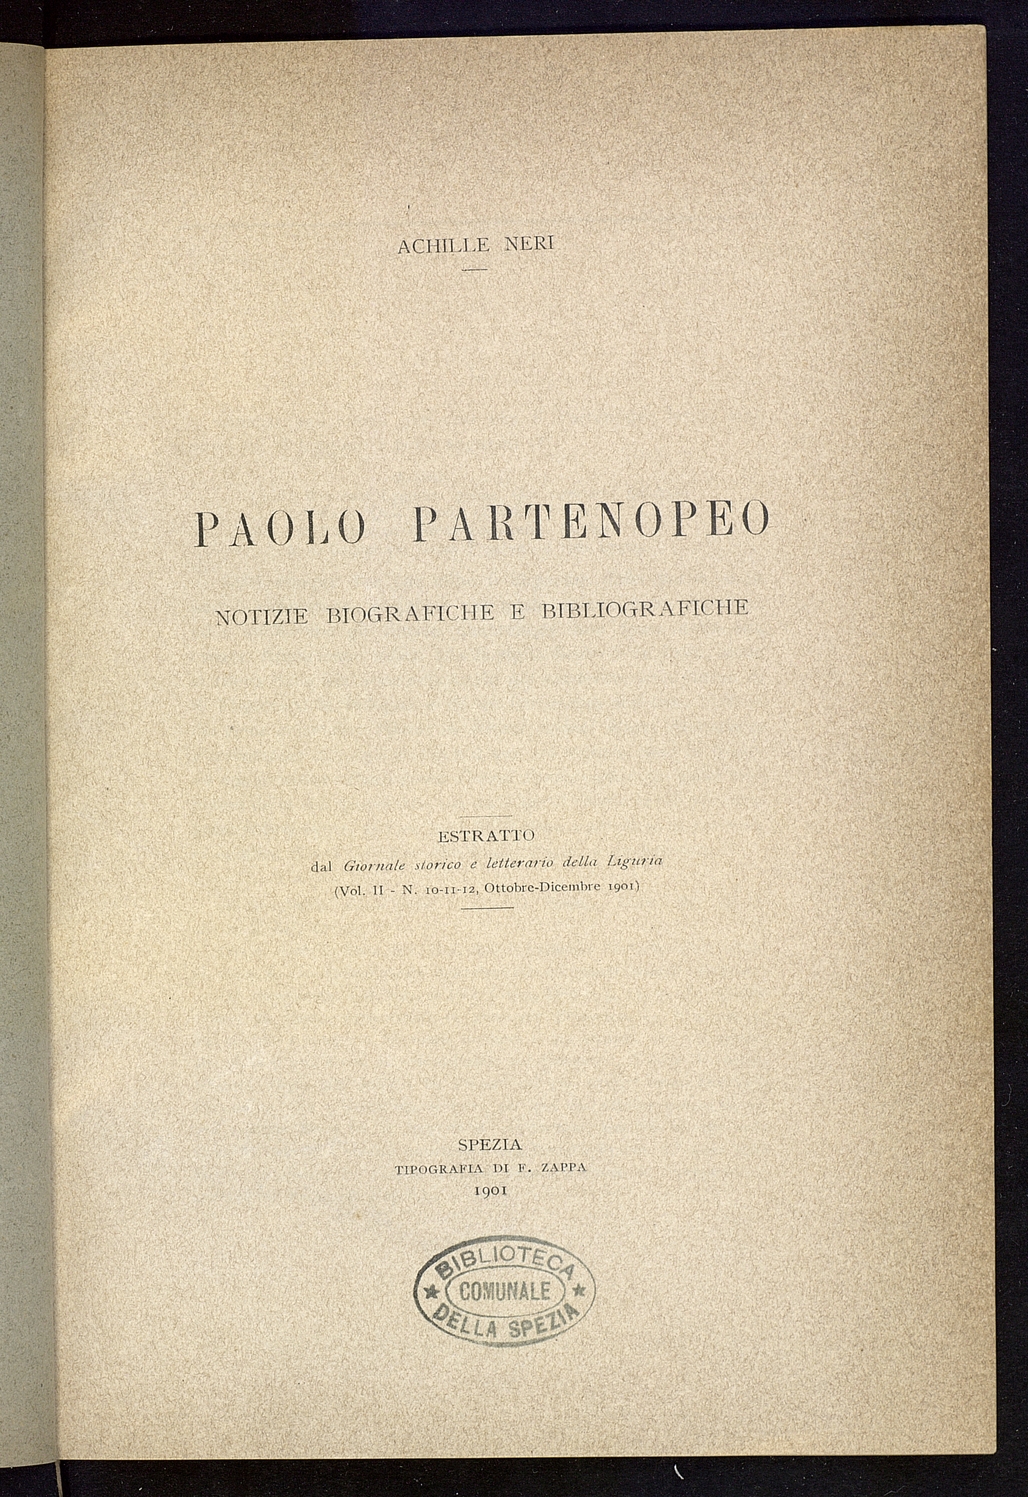 ACHILLE NERI
PAOLO PARTENOPEO
NOTIZIE BIOGRAFICHE E BIBLIOGRAFICHE
ESTRATTO
dal Giornale storico e letterario della Liguria
(Vol. II - N. 10-11-12, Ottobre-Dicembre 1901)
SPEZIA
TIPOGRAFIA DI F. ZAPPA
1901
BIBLIOTECA
COMUNALE
DELLA SPEZIA